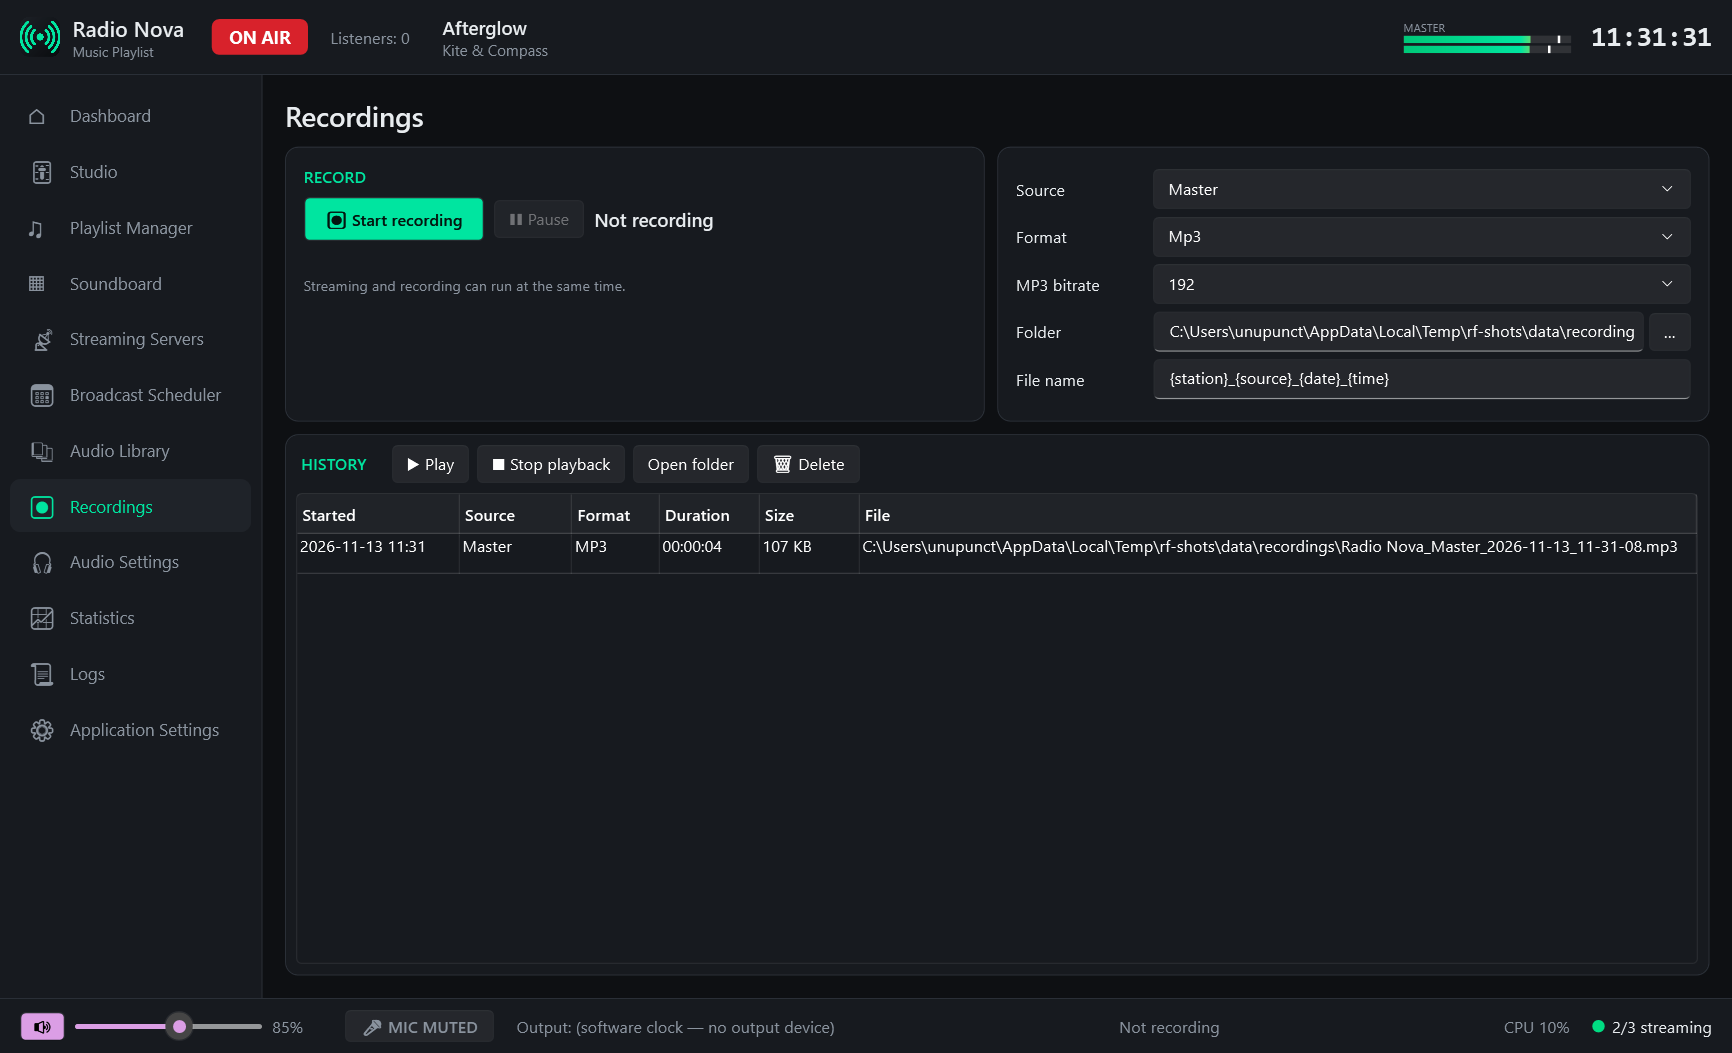 Radio Nova
Music Playlist
ON AIR
Listeners: 0
Afterglow
Kite & Compass
MASTER
11:31:31
Dashboard
Studio
Playlist Manager
Soundboard
Streaming Servers
Broadcast Scheduler
Audio Library
Recordings
Audio Settings
Statistics
Logs
Application Settings
Recordings
RECORD
Start recording
Pause
Not recording
Streaming and recording can run at the same time.
Source
Master
Format
Mp3
MP3 bitrate
192
Folder
C:\Users\unupunct\AppData\Local\Temp\rf-shots\data\recording
...
File name
{station}_{source}_{date}_{time}
HISTORY
Play
Stop playback
Open folder
Delete
Started Source Format Duration Size File
2026-11-13 11:31 Master MP3 00:00:04 107 KB C:\Users\unupunct\AppData\Local\Temp\rf-shots\data\recordings\Radio Nova_Master_2026-11-13_11-31-08.mp3
85%
MIC MUTED
Output: (software clock — no output device)
Not recording
CPU 10%
2/3 streaming